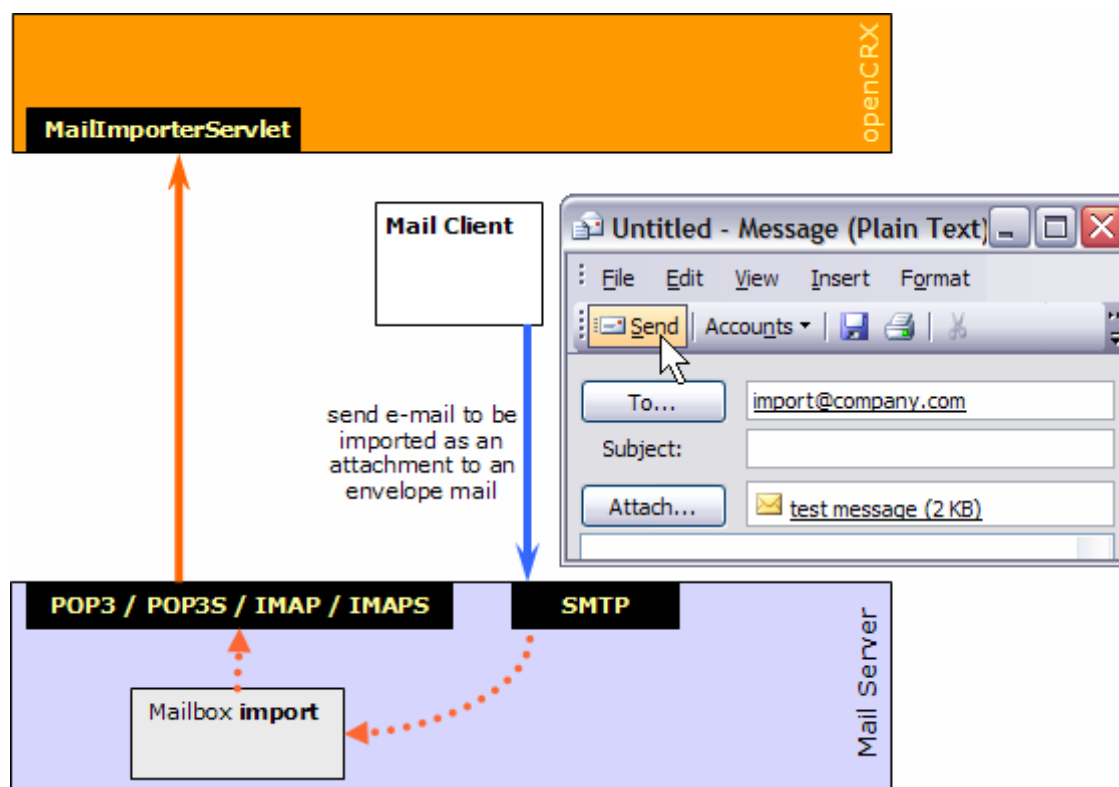 openCRX
MailImporterServlet
Mail Client
Untitled - Message (Plain Text)
File Edit View Insert Format
Send Accounts
To... import@company.com
Subject:
Attach... test message (2 KB)
send e-mail to be
imported as an
attachment to an
envelope mail
POP3 / POP3S / IMAP / IMAPS
SMTP
Mailbox import
Mail Server